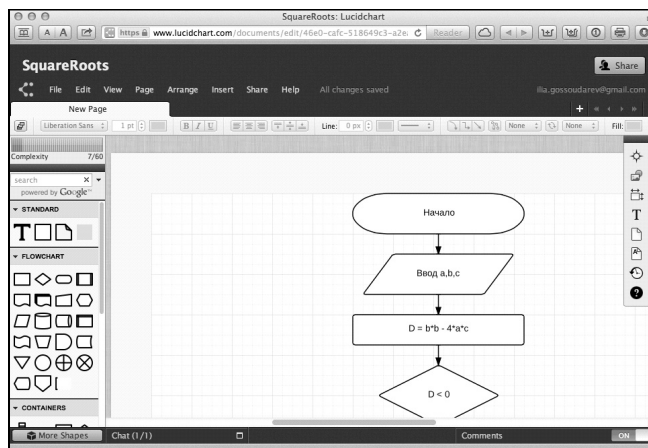 SquareRoots: Lucidchart
A A https www.lucidchart.com/documents/edit/46e0-cafc-518649c3-a2e Reader
SquareRoots
Share
File Edit View Page Arrange Insert Share Help All changes saved ilia.gossoudarev@gmail.com
New Page
Liberation Sans 1 pt B I U Line: 0 px None None Fill:
Complexity 7/60
search
powered by Google™
STANDARD
T
FLOWCHART
CONTAINERS
More Shapes
Начало
Ввод a,b,c
D = b*b - 4*a*c
D < 0
T
A
?
Chat (1/1)
Comments
ON